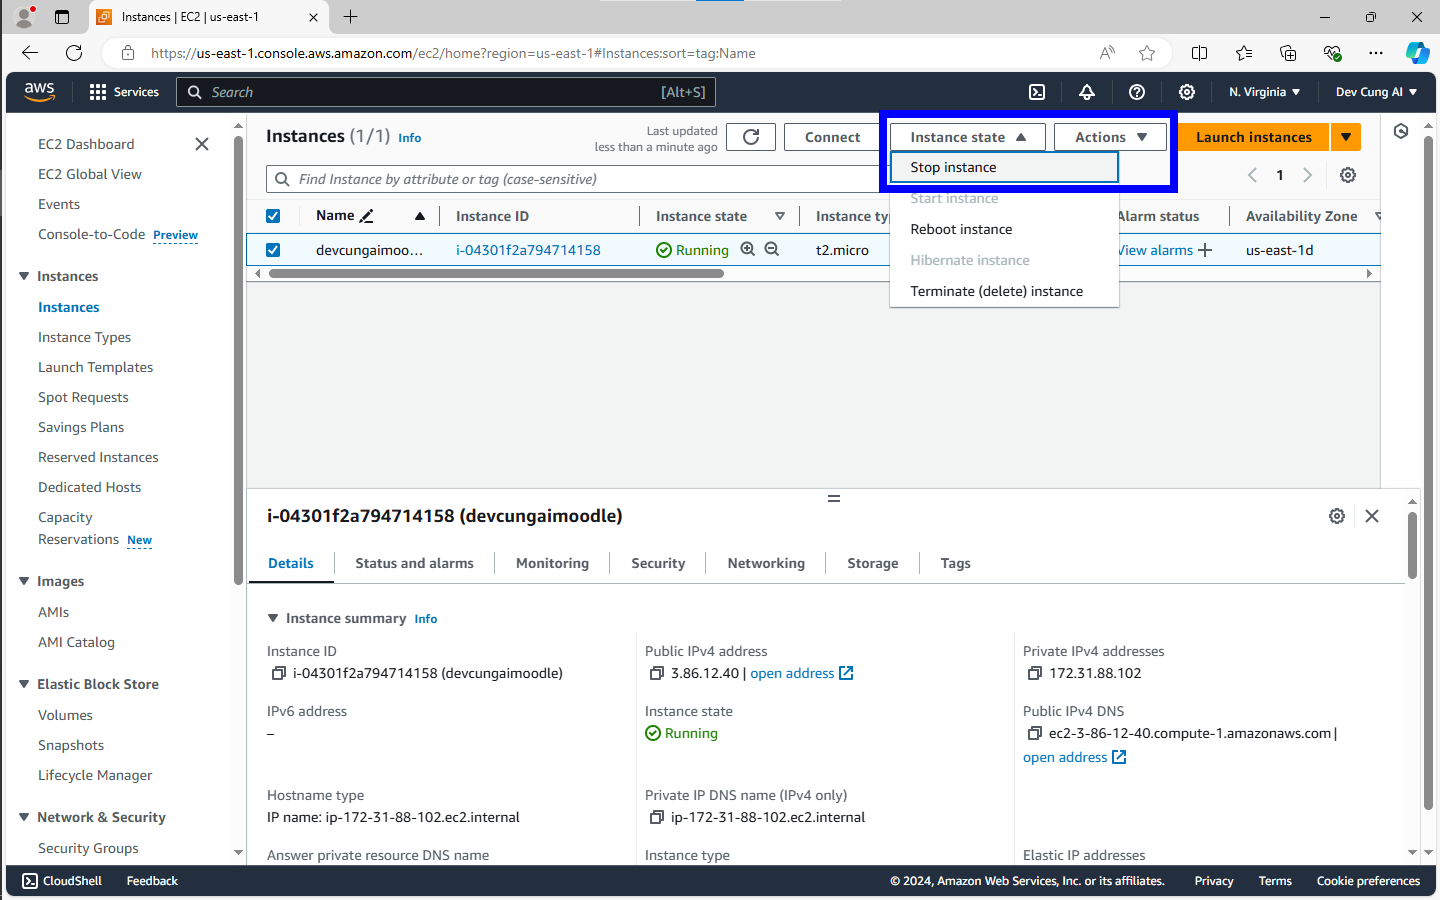 Instances | EC2 | us-east-1
https://us-east-1.console.aws.amazon.com/ec2/home?region=us-east-1#Instances:sort=tag:Name
aws
Services
Search
[Alt+S]
N. Virginia
Dev Cung AI
EC2 Dashboard
EC2 Global View
Events
Console-to-Code Preview
Instances
Instances
Instance Types
Launch Templates
Spot Requests
Savings Plans
Reserved Instances
Dedicated Hosts
Capacity
Reservations New
Images
AMIs
AMI Catalog
Elastic Block Store
Volumes
Snapshots
Lifecycle Manager
Network & Security
Security Groups
Instances (1/1) Info
Last updated
less than a minute ago
Connect
Instance state
Actions
Launch instances
Find Instance by attribute or tag (case-sensitive)
1
Stop instance
Start instance
Reboot instance
Hibernate instance
Terminate (delete) instance
Name
Instance ID
Instance state
Instance ty
Alarm status
Availability Zone
devcungaimoo...
i-04301f2a794714158
Running
t2.micro
View alarms
us-east-1d
i-04301f2a794714158 (devcungaimoodle)
Details
Status and alarms
Monitoring
Security
Networking
Storage
Tags
Instance summary Info
Instance ID
i-04301f2a794714158 (devcungaimoodle)
Public IPv4 address
3.86.12.40 | open address
Private IPv4 addresses
172.31.88.102
IPv6 address
–
Instance state
Running
Public IPv4 DNS
ec2-3-86-12-40.compute-1.amazonaws.com |
open address
Hostname type
IP name: ip-172-31-88-102.ec2.internal
Private IP DNS name (IPv4 only)
ip-172-31-88-102.ec2.internal
Answer private resource DNS name
Instance type
Elastic IP addresses
CloudShell
Feedback
© 2024, Amazon Web Services, Inc. or its affiliates.
Privacy
Terms
Cookie preferences